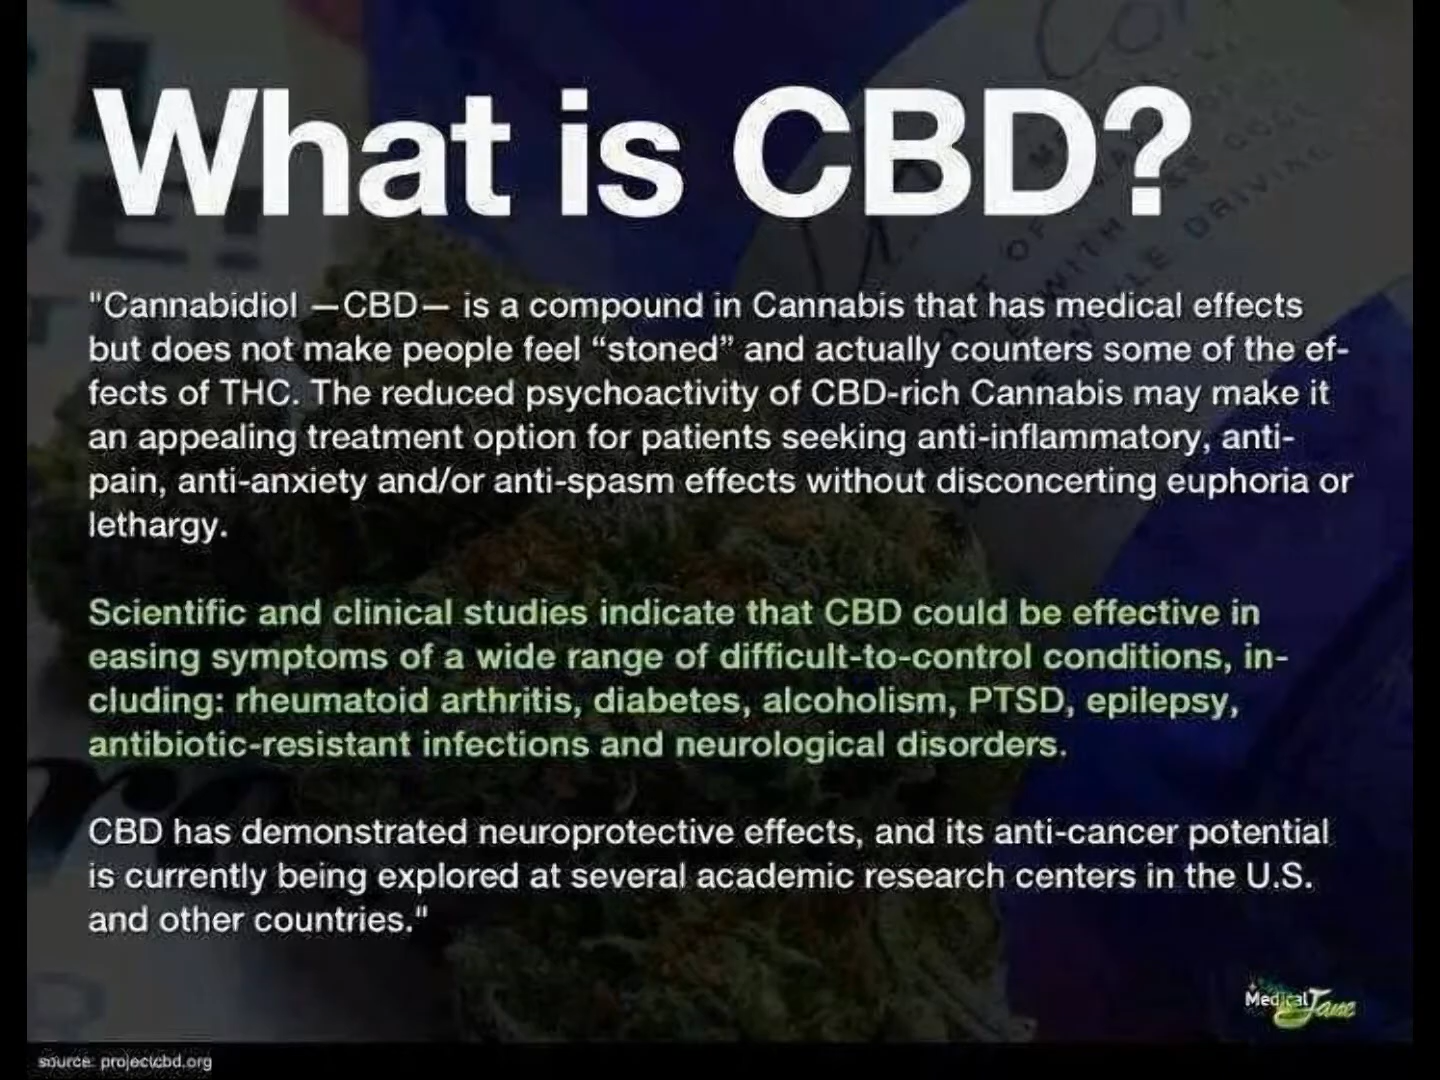 What is CBD?
"Cannabidiol —CBD— is a compound in Cannabis that has medical effects
but does not make people feel “stoned” and actually counters some of the ef-
fects of THC. The reduced psychoactivity of CBD-rich Cannabis may make it
an appealing treatment option for patients seeking anti-inflammatory, anti-
pain, anti-anxiety and/or anti-spasm effects without disconcerting euphoria or
lethargy.
Scientific and clinical studies indicate that CBD could be effective in
easing symptoms of a wide range of difficult-to-control conditions, in-
cluding: rheumatoid arthritis, diabetes, alcoholism, PTSD, epilepsy,
antibiotic-resistant infections and neurological disorders.
CBD has demonstrated neuroprotective effects, and its anti-cancer potential
is currently being explored at several academic research centers in the U.S.
and other countries."
Medical Jane
source: projectcbd.org